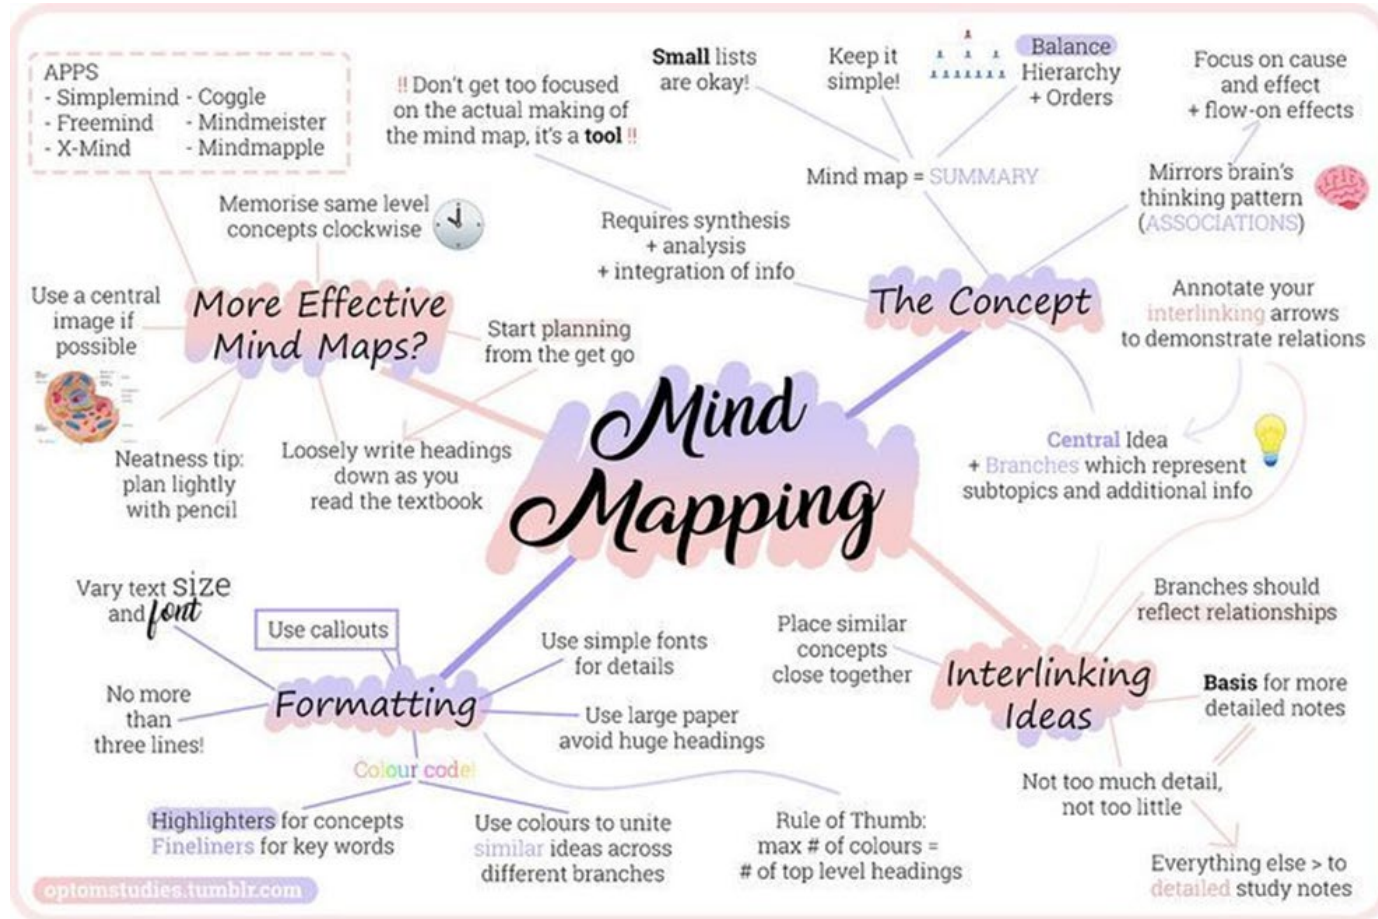 APPS
- Simplemind - Coggle
- Freemind - Mindmeister
- X-Mind - Mindmapple
!! Don't get too focused
on the actual making of
the mind map, it's a tool !!
Small lists
are okay!
Keep it
simple!
Balance
Hierarchy
+ Orders
Focus on cause
and effect
+ flow-on effects
Mind map = SUMMARY
Mirrors brain's
thinking pattern
(ASSOCIATIONS)
Memorise same level
concepts clockwise
Requires synthesis
+ analysis
+ integration of info
Use a central
image if
possible
More Effective
Mind Maps?
Start planning
from the get go
The Concept
Annotate your
interlinking arrows
to demonstrate relations
Neatness tip:
plan lightly
with pencil
Loosely write headings
down as you
read the textbook
Mind
Mapping
Central Idea
+ Branches which represent
subtopics and additional info
Vary text size
and font
Use callouts
Use simple fonts
for details
No more
than
three lines!
Formatting
Use large paper
avoid huge headings
Colour code!
Highlighters for concepts
Fineliners for key words
Use colours to unite
similar ideas across
different branches
Rule of Thumb:
max # of colours =
# of top level headings
Place similar
concepts
close together
Interlinking
Ideas
Branches should
reflect relationships
Basis for more
detailed notes
Not too much detail,
not too little
Everything else > to
detailed study notes
optomstudies.tumblr.com